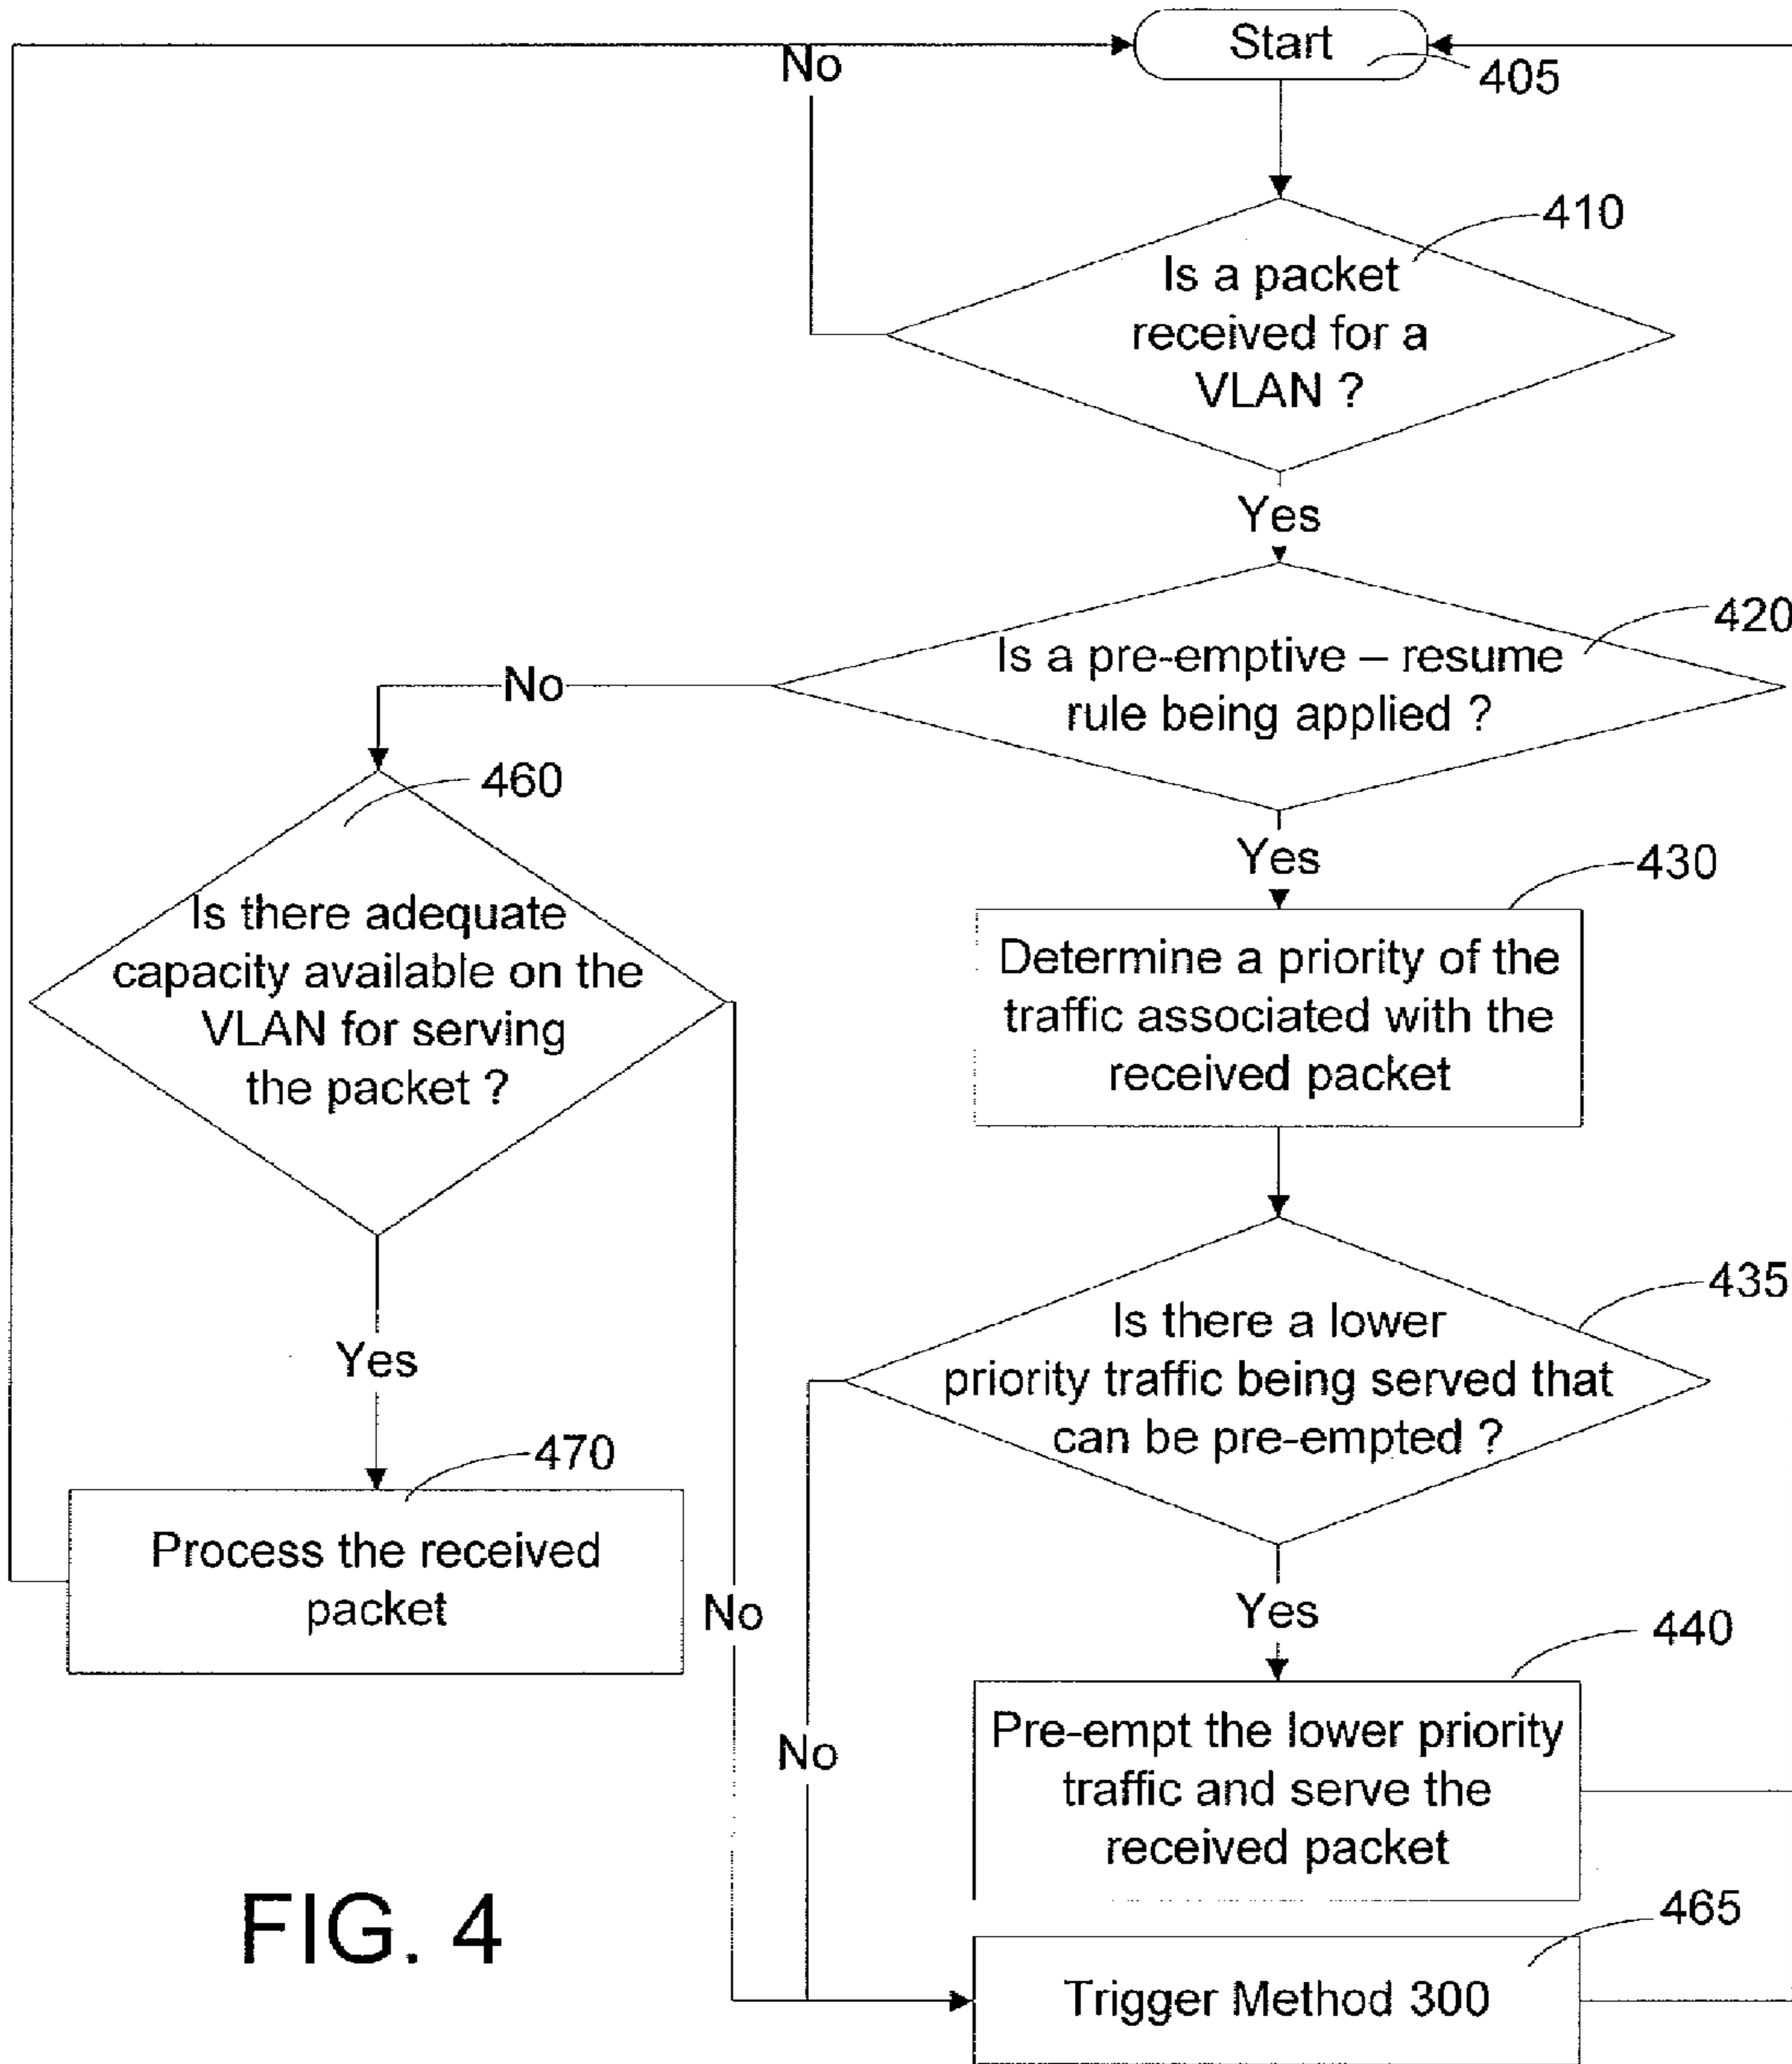 Start
405
No
410
Is a packet
received for a
VLAN ?
Yes
420
Is a pre-emptive – resume
rule being applied ?
No
460
Is there adequate
capacity available on the
VLAN for serving
the packet ?
Yes
430
Determine a priority of the
traffic associated with the
received packet
435
Is there a lower
priority traffic being served that
can be pre-empted ?
Yes
470
Process the received
packet
No
No
Yes
440
Pre-empt the lower priority
traffic and serve the
received packet
465
Trigger Method 300
FIG. 4